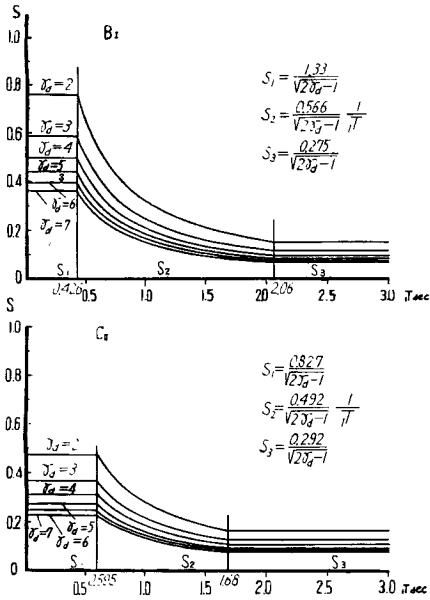 S
B I
1.0
0.8
0.6
0.4
0.2
0
γd=2
γd=3
γd=4
γd=5
γd=6
γd=7
S1 = 1.33/√(2γd-1)
S2 = 0.566/√(2γd-1) 1/1T
S3 = 0.275/√(2γd-1)
S1
S2
S3
0.426
0.5
1.0
1.5
2.0
2.06
2.5
3.0
1T sec
S
C II
1.0
0.8
0.6
0.4
0.2
0
γd=2
γd=3
γd=4
γd=5
γd=7
γd=6
S1 = 0.827/√(2γd-1)
S2 = 0.492/√(2γd-1) 1/1T
S3 = 0.292/√(2γd-1)
S
S2
S3
0.5
0.595
1.0
1.5
1.68
2.0
2.5
3.0
1T sec